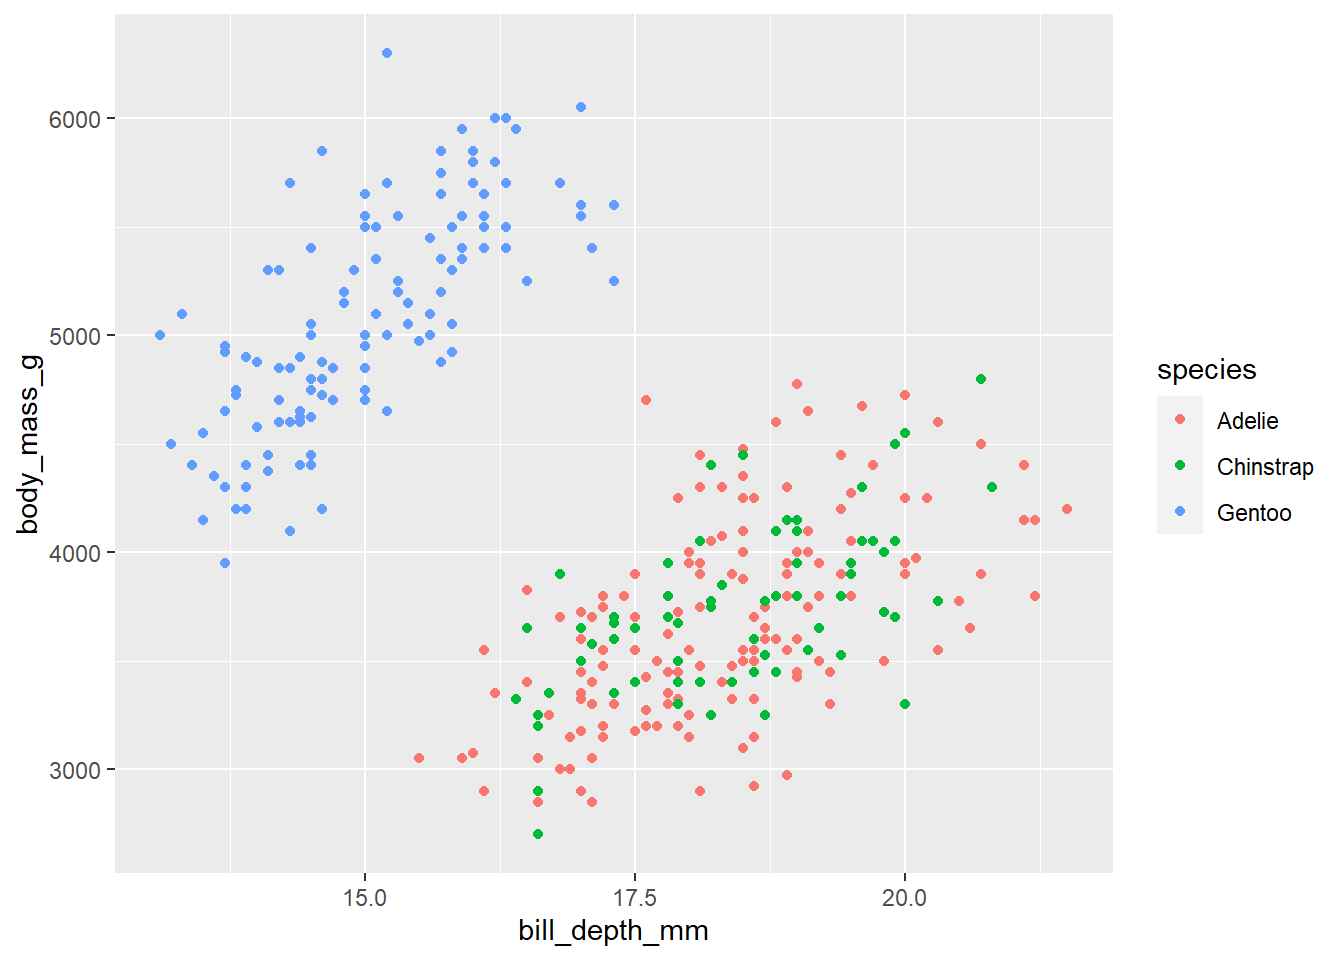 6000
5000
4000
3000
body_mass_g
15.0
17.5
20.0
bill_depth_mm
species
Adelie
Chinstrap
Gentoo